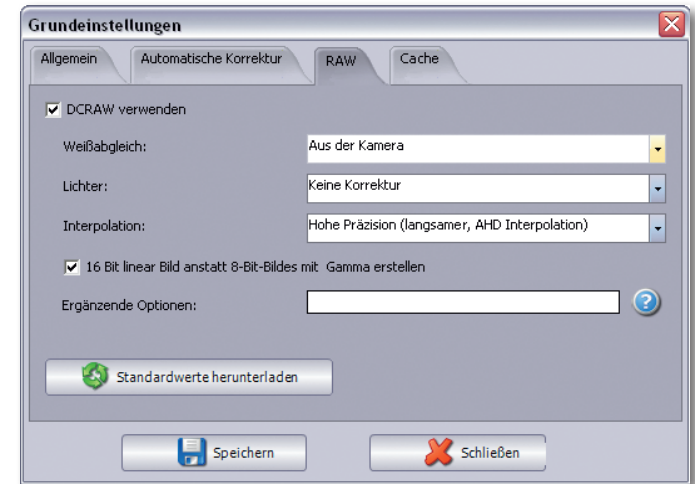 Grundeinstellungen
Allgemein Automatische Korrektur RAW Cache
DCRAW verwenden
Weißabgleich: Aus der Kamera
Lichter: Keine Korrektur
Interpolation: Hohe Präzision (langsamer, AHD Interpolation)
16 Bit linear Bild anstatt 8-Bit-Bildes mit Gamma erstellen
Ergänzende Optionen:
Standardwerte herunterladen
Speichern Schließen